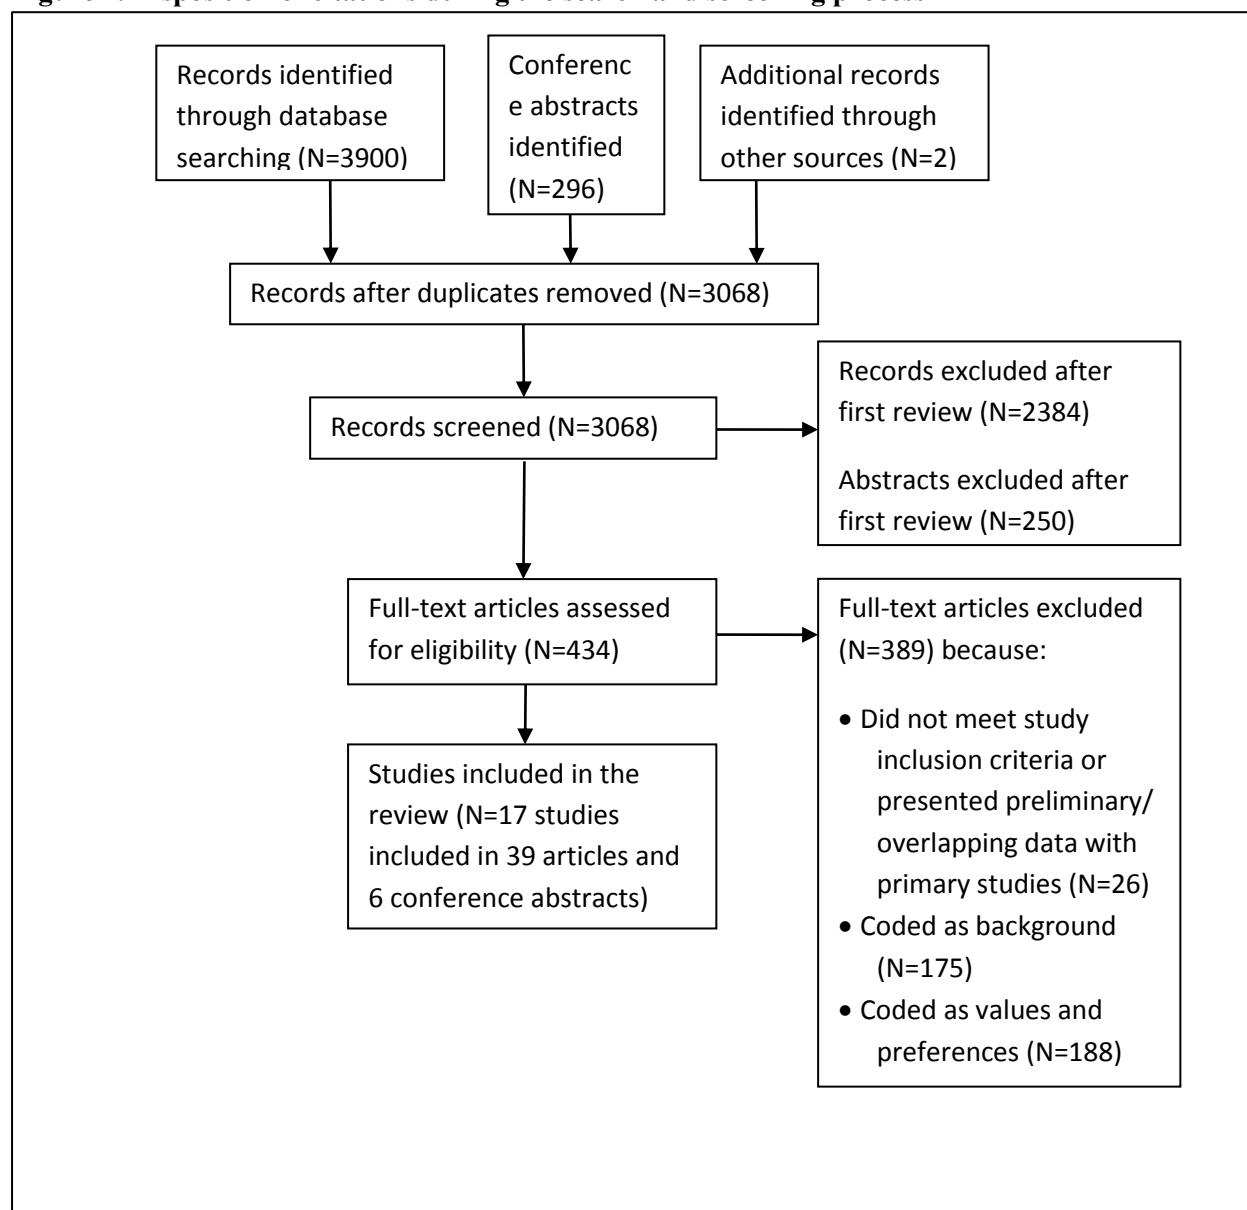 Records identified
through database
searching (N=3900)
Conferenc
e abstracts
identified
(N=296)
Additional records
identified through
other sources (N=2)
Records after duplicates removed (N=3068)
Records screened (N=3068)
Records excluded after
first review (N=2384)
Abstracts excluded after
first review (N=250)
Full-text articles assessed
for eligibility (N=434)
Full-text articles excluded
(N=389) because:
• Did not meet study
inclusion criteria or
presented preliminary/
overlapping data with
primary studies (N=26)
• Coded as background
(N=175)
• Coded as values and
preferences (N=188)
Studies included in the
review (N=17 studies
included in 39 articles and
6 conference abstracts)